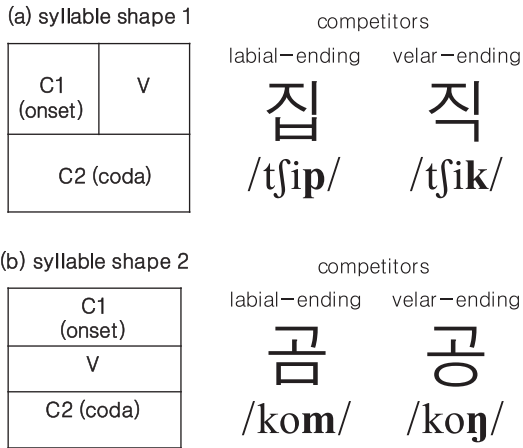 (a) syllable shape 1
competitors
labial-ending velar-ending
C1
(onset)
V
C2 (coda)
집 직
/tʃip/ /tʃik/
(b) syllable shape 2
competitors
labial-ending velar-ending
C1
(onset)
V
C2 (coda)
곰 공
/kom/ /koŋ/